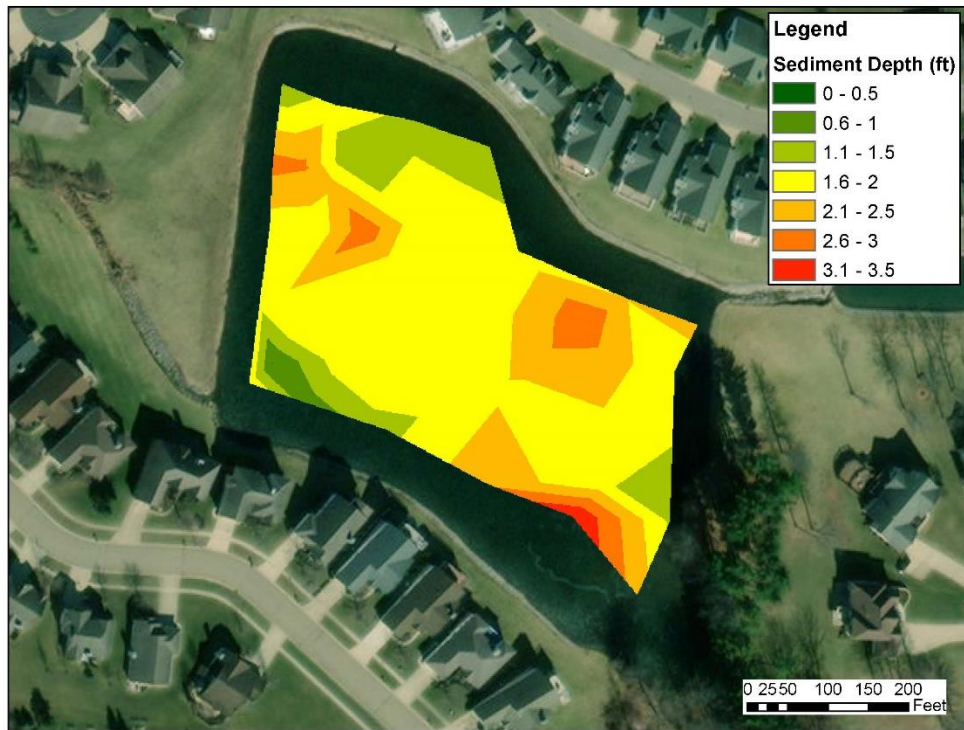 Legend
Sediment Depth (ft)
0 - 0.5
0.6 - 1
1.1 - 1.5
1.6 - 2
2.1 - 2.5
2.6 - 3
3.1 - 3.5
0 25 50 100 150 200
Feet